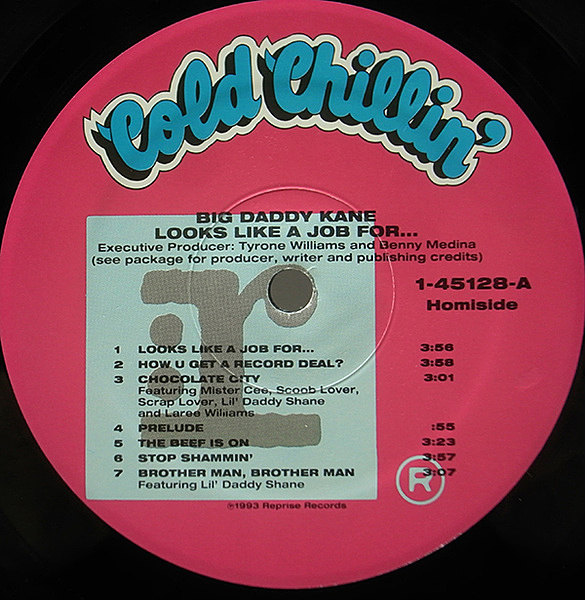 Cold Chillin'
BIG DADDY KANE
LOOKS LIKE A JOB FOR...
Executive Producer: Tyrone Williams and Benny Medina
(see package for producer, writer and publishing credits)
1-45128-A
Homiside
1 LOOKS LIKE A JOB FOR... 3:56
2 HOW U GET A RECORD DEAL? 3:58
3 CHOCOLATE CITY 3:01
Featuring Mister Cee, Scoob Lover,
Scrap Lover, Lil' Daddy Shane
and Laree Williams
4 PRELUDE :55
5 THE BEEF IS ON 3:23
6 STOP SHAMMIN' 3:57
7 BROTHER MAN, BROTHER MAN 3:07
Featuring Lil' Daddy Shane
R
℗1993 Reprise Records